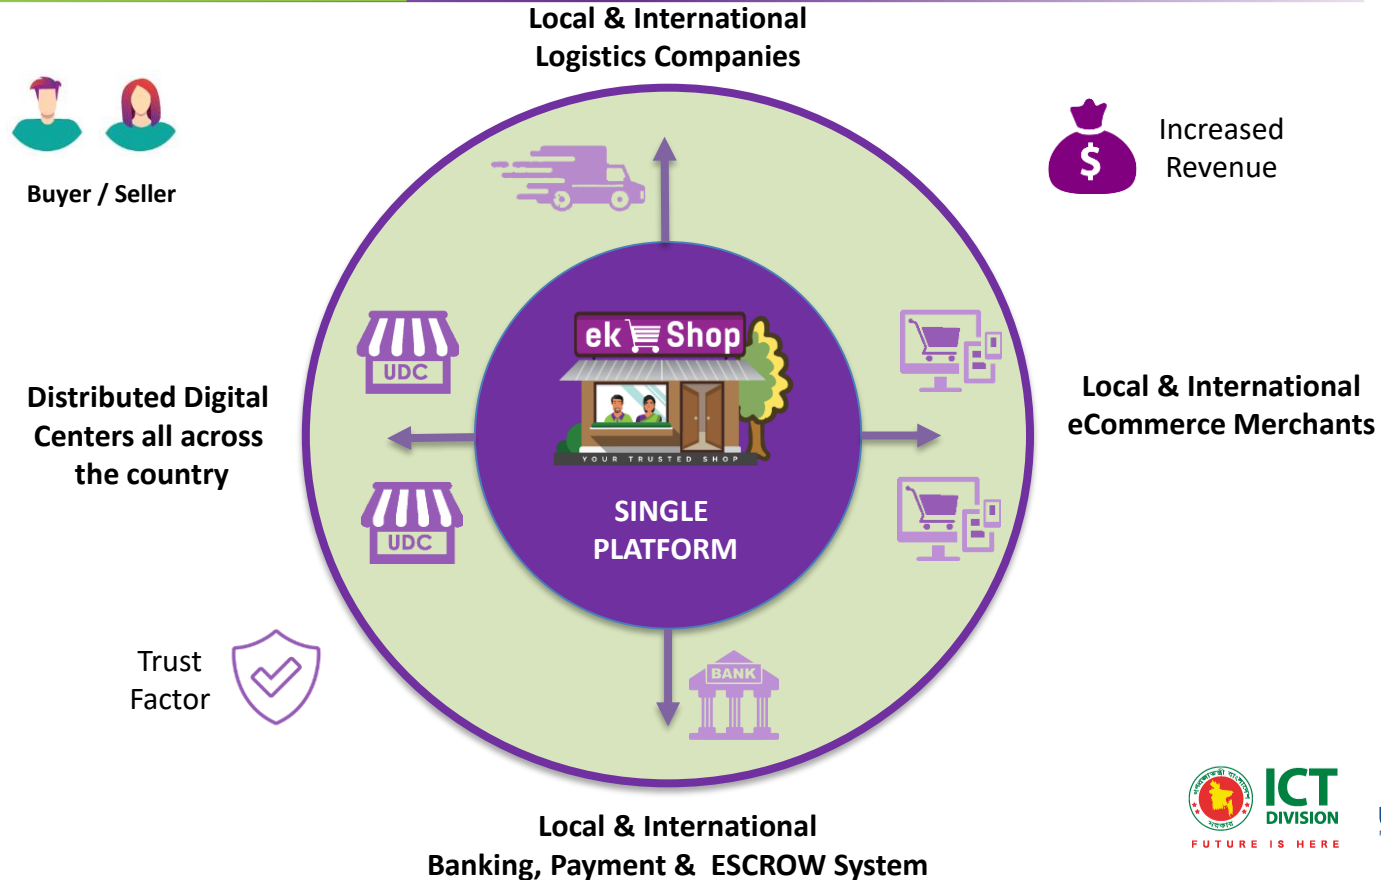 Local & International
Logistics Companies
Buyer / Seller
$
Increased
Revenue
ek Shop
YOUR TRUSTED SHOP
UDC
UDC
Distributed Digital
Centers all across
the country
Local & International
eCommerce Merchants
SINGLE
PLATFORM
Trust
Factor
BANK
Local & International
Banking, Payment & ESCROW System
ICT
DIVISION
FUTURE IS HERE